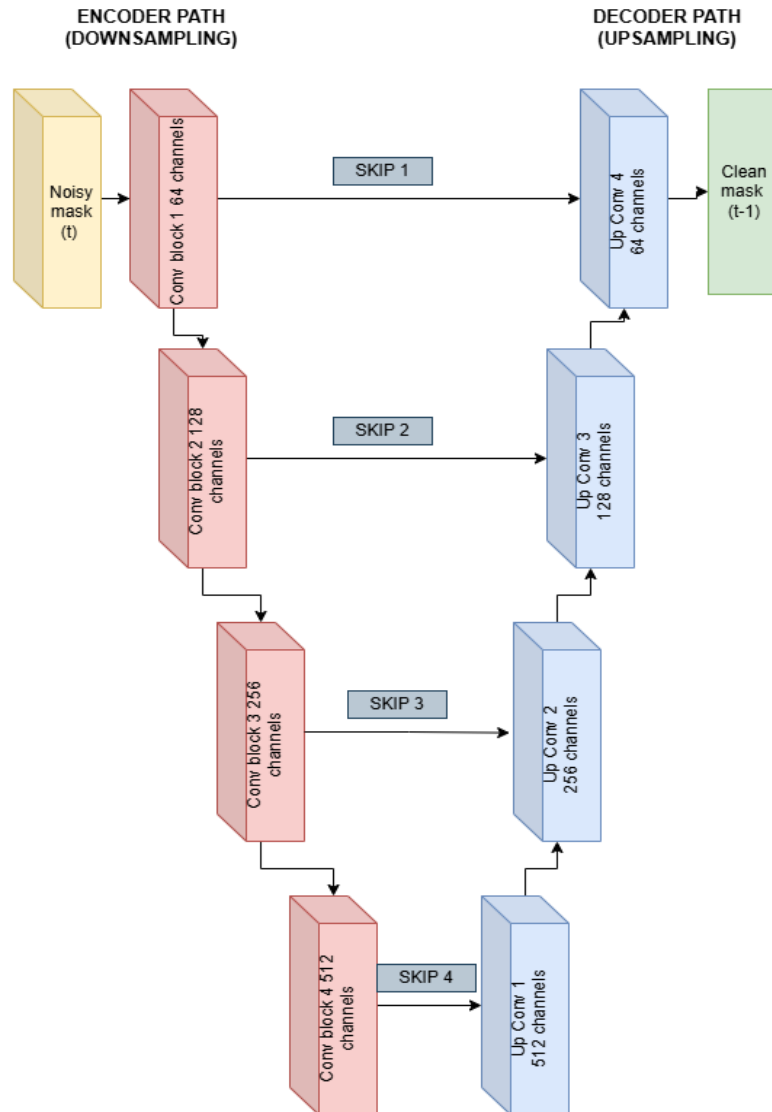 ENCODER PATH
(DOWNSAMPLING)
DECODER PATH
(UPSAMPLING)
Noisy
mask
(t)
Conv block 1 64 channels
SKIP 1
Up Conv 4
64 channels
Clean
mask
(t-1)
Conv block 2 128
channels
SKIP 2
Up Conv 3
128 channels
Conv block 3 256
channels
SKIP 3
Up Conv 2
256 channels
Conv block 4 512
channels
SKIP 4
Up Conv 1
512 channels